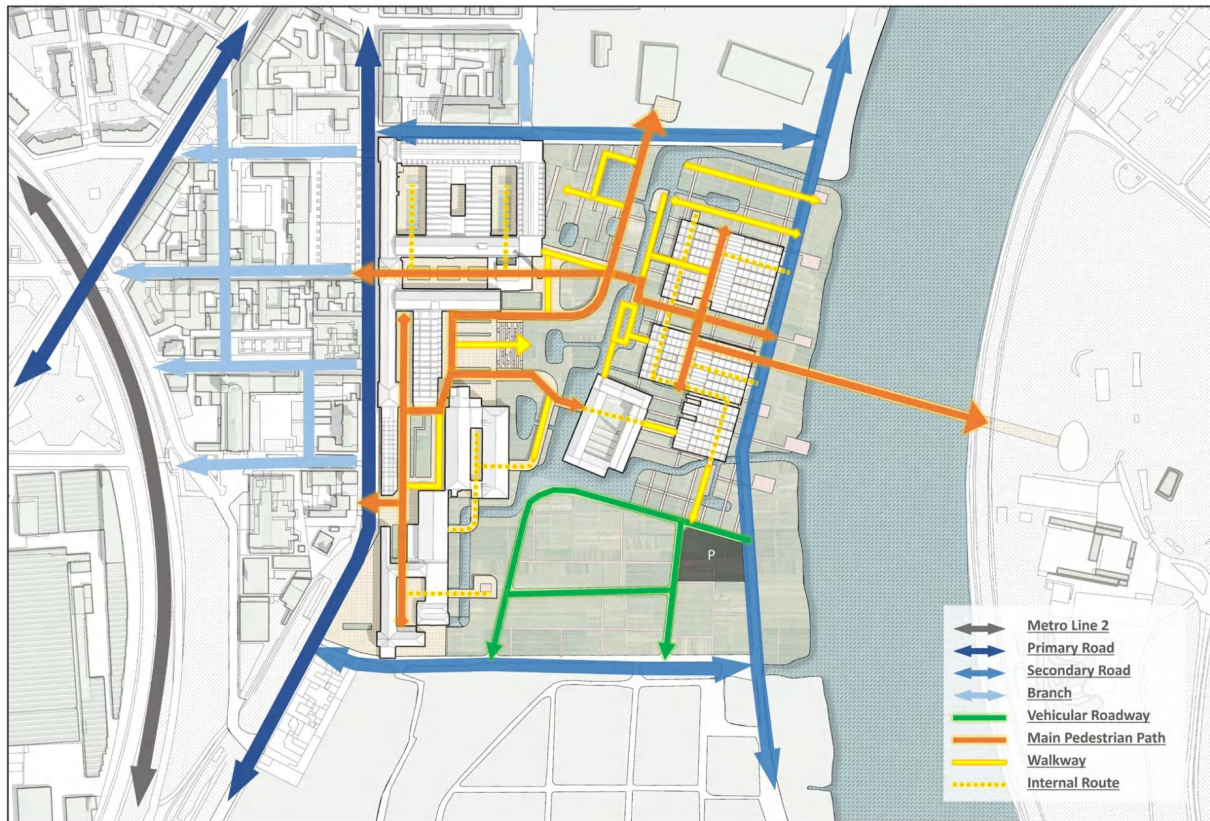 P
Metro Line 2
Primary Road
Secondary Road
Branch
Vehicular Roadway
Main Pedestrian Path
Walkway
Internal Route